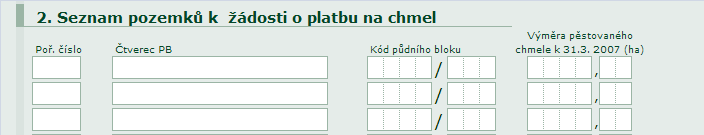 2. Seznam pozemků k žádosti o platbu na chmel
Výměra pěstovaného
Poř. číslo Čtverec PB Kód půdního bloku chmele k 31.3. 2007 (ha)
/ ,
/ ,
/ ,